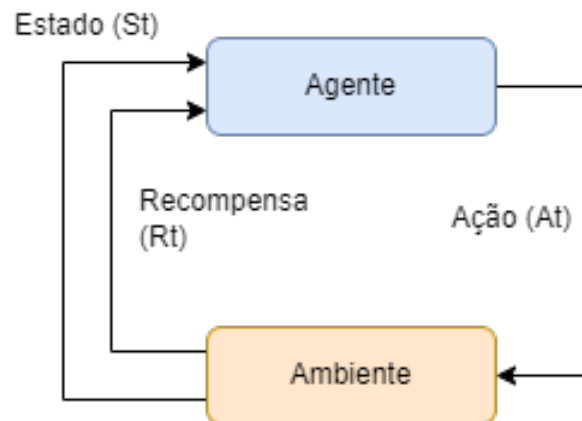 Estado (St)
Agente
Recompensa
(Rt)
Ação (At)
Ambiente